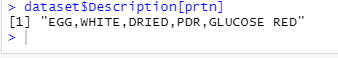 > dataset$Description[prtn]
[1] "EGG,WHITE,DRIED,PDR,GLUCOSE RED"
>